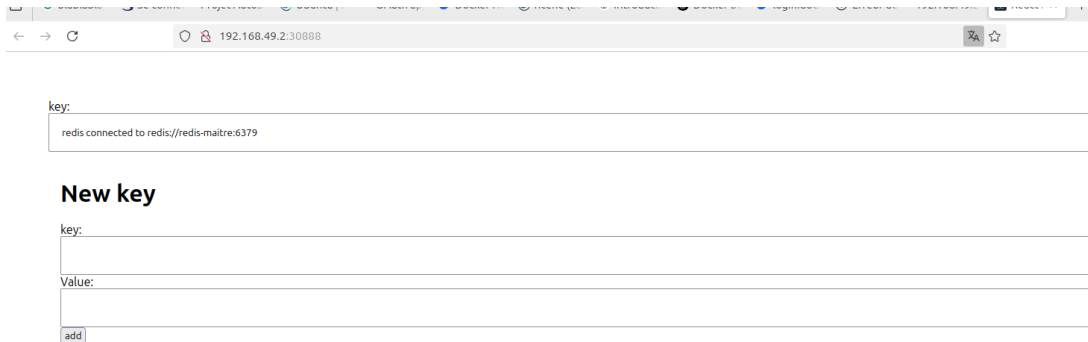 192.168.49.2:30888
key:
redis connected to redis://redis-maitre:6379
New key
key:
Value:
add